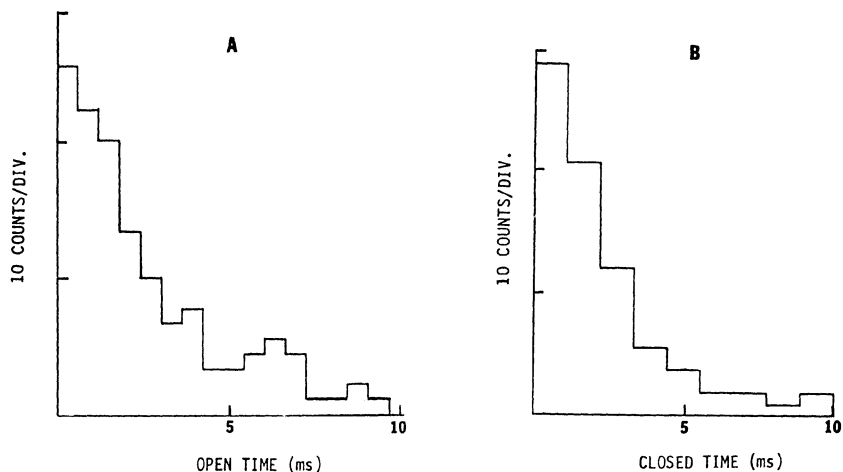 A
10 COUNTS/DIV.
5
10
OPEN TIME (ms)
B
10 COUNTS/DIV.
5
10
CLOSED TIME (ms)